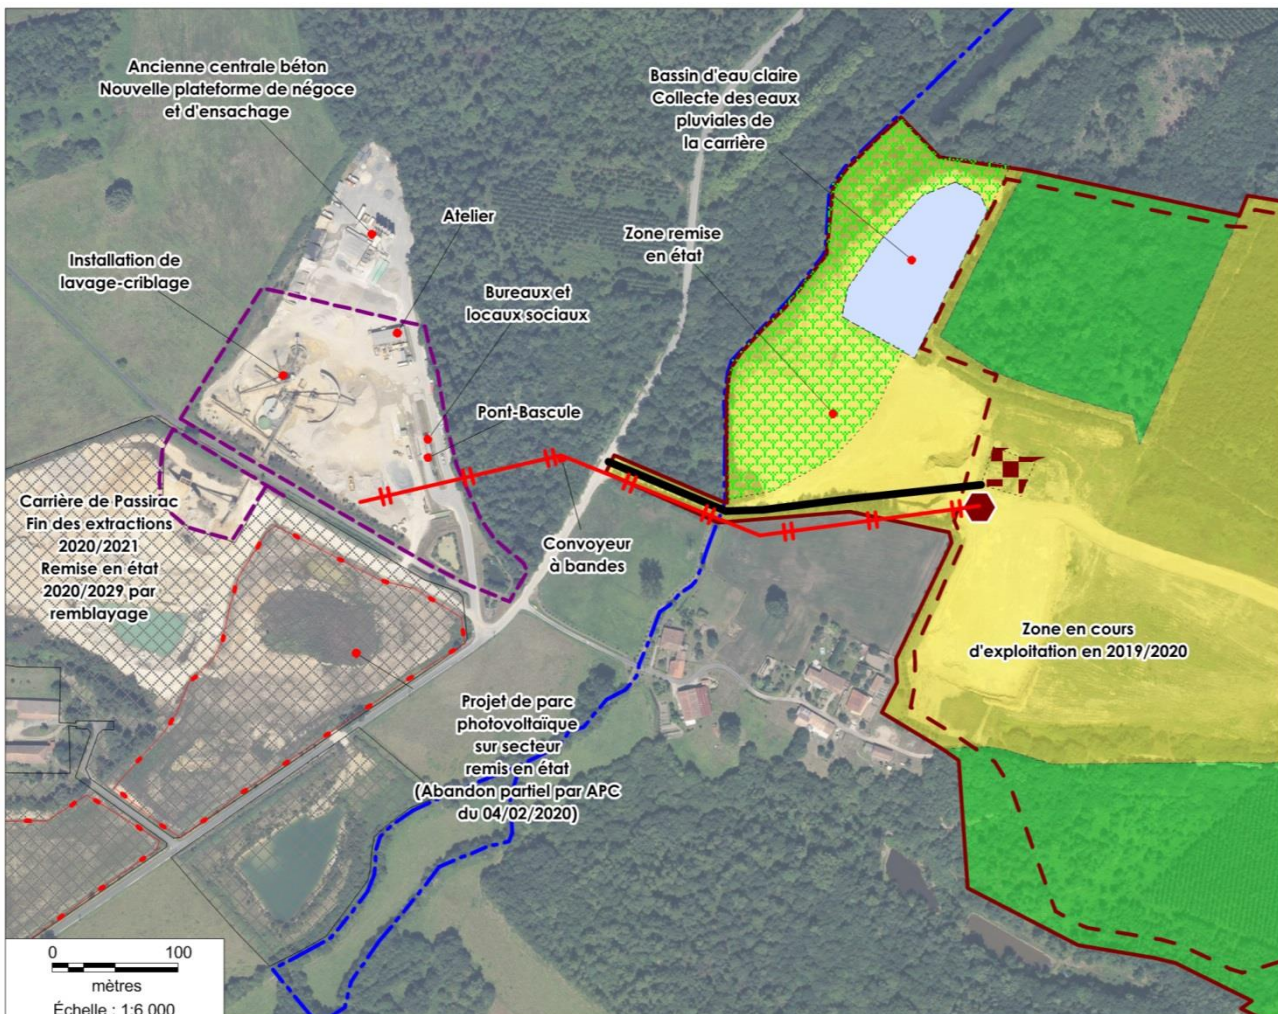 Ancienne centrale béton
Nouvelle plateforme de négoce
et d'ensachage
Bassin d'eau claire
Collecte des eaux
pluviales de
la carrière
Atelier
Zone remise
en état
Installation de
lavage-criblage
Bureaux et
locaux sociaux
Pont-Bascule
Carrière de Passirac
Fin des extractions
2020/2021
Remise en état
2020/2029 par
remblayage
Convoyeur
à bandes
Zone en cours
d'exploitation en 2019/2020
Projet de parc
photovoltaïque
sur secteur
remis en état
(Abandon partiel par APC
du 04/02/2020)
0 100
mètres
Échelle : 1:6 000